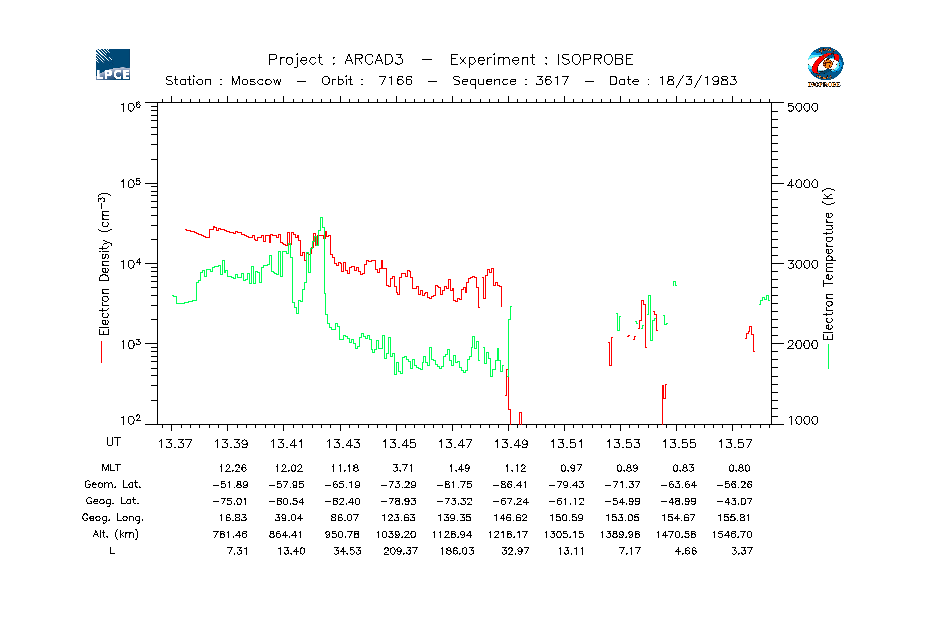 LPCE
Project : ARCAD3 – Experiment : ISOPROBE
Station : Moscow – Orbit : 7166 – Sequence : 3617 – Date : 18/3/1983
ISOPROBE
10⁶ 5000
10⁵ 4000
10⁴ 3000
10³ 2000
10² 1000
Electron Density (cm⁻³)
Electron Temperature (K)
UT 13.37 13.39 13.41 13.43 13.45 13.47 13.49 13.51 13.53 13.55 13.57
MLT 12.26 12.02 11.18 3.71 1.49 1.12 0.97 0.89 0.83 0.80
Geom. Lat. −51.89 −57.95 −65.19 −73.29 −81.75 −86.41 −79.43 −71.37 −63.64 −56.26
Geog. Lat. −75.01 −80.54 −82.40 −78.93 −73.32 −67.24 −61.12 −54.99 −48.99 −43.07
Geog. Long. 16.83 39.04 86.07 123.63 139.35 146.62 150.59 153.06 154.67 155.81
Alt. (km) 781.46 864.41 950.78 1039.20 1128.94 1218.17 1305.15 1389.98 1470.58 1546.70
L 7.31 13.40 34.53 209.37 186.03 32.97 13.11 7.17 4.66 3.37